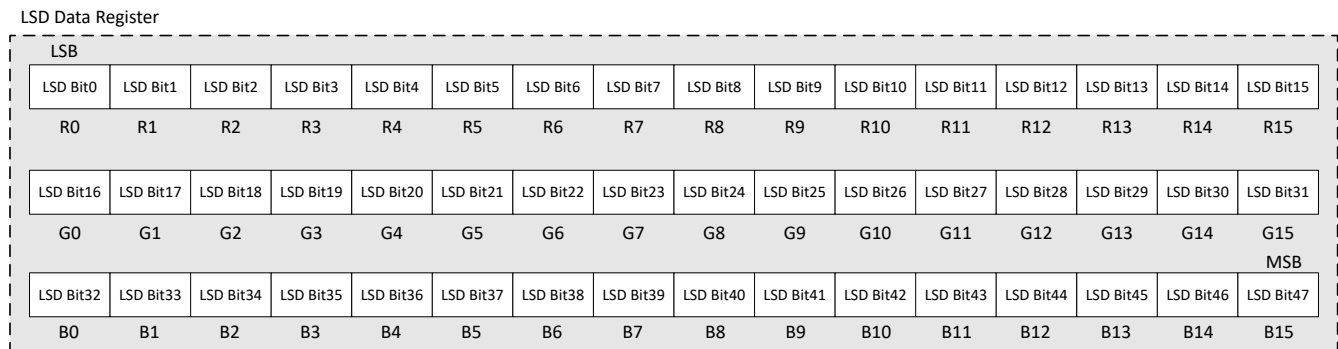 LSD Data Register
LSB
LSD Bit0 LSD Bit1 LSD Bit2 LSD Bit3 LSD Bit4 LSD Bit5 LSD Bit6 LSD Bit7 LSD Bit8 LSD Bit9 LSD Bit10 LSD Bit11 LSD Bit12 LSD Bit13 LSD Bit14 LSD Bit15
R0 R1 R2 R3 R4 R5 R6 R7 R8 R9 R10 R11 R12 R13 R14 R15
LSD Bit16 LSD Bit17 LSD Bit18 LSD Bit19 LSD Bit20 LSD Bit21 LSD Bit22 LSD Bit23 LSD Bit24 LSD Bit25 LSD Bit26 LSD Bit27 LSD Bit28 LSD Bit29 LSD Bit30 LSD Bit31
G0 G1 G2 G3 G4 G5 G6 G7 G8 G9 G10 G11 G12 G13 G14 G15
MSB
LSD Bit32 LSD Bit33 LSD Bit34 LSD Bit35 LSD Bit36 LSD Bit37 LSD Bit38 LSD Bit39 LSD Bit40 LSD Bit41 LSD Bit42 LSD Bit43 LSD Bit44 LSD Bit45 LSD Bit46 LSD Bit47
B0 B1 B2 B3 B4 B5 B6 B7 B8 B9 B10 B11 B12 B13 B14 B15